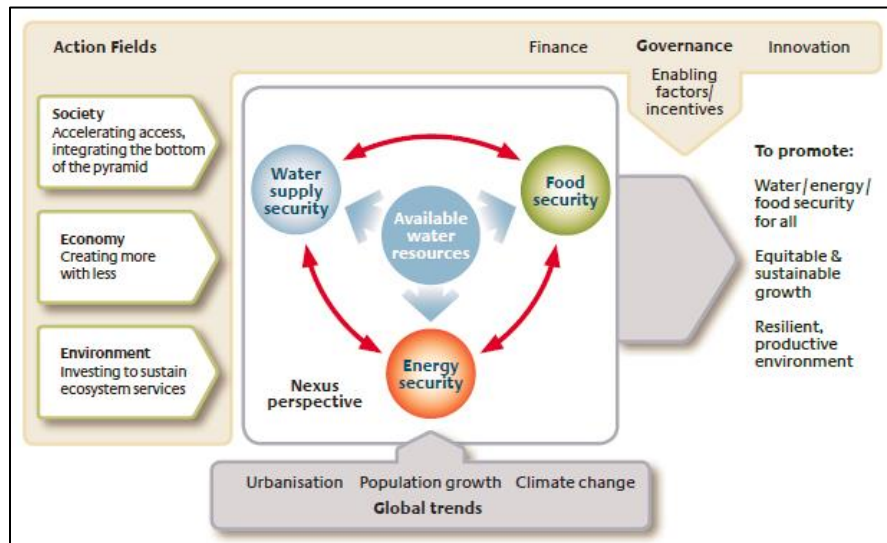 Action Fields
Finance
Governance
Innovation
Enabling
factors/
incentives
Society
Accelerating access,
integrating the bottom
of the pyramid
Economy
Creating more
with less
Environment
Investing to sustain
ecosystem services
Water
supply
security
Food
security
Available
water
resources
Energy
security
Nexus
perspective
To promote:
Water/energy/
food security
for all
Equitable &
sustainable
growth
Resilient,
productive
environment
Urbanisation Population growth Climate change
Global trends